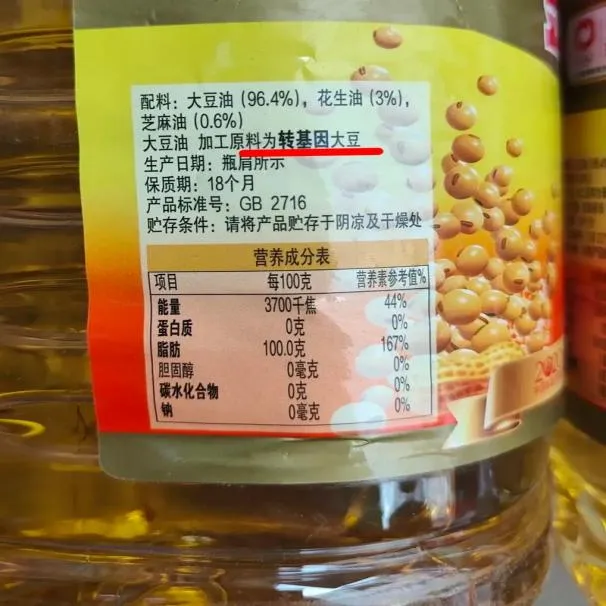 配料：大豆油 (96.4%)，花生油 (3%)，
芝麻油 (0.6%)
大豆油 加工原料为转基因大豆
生产日期：瓶肩所示
保质期：18个月
产品标准号：GB 2716
贮存条件：请将产品贮存于阴凉及干燥处
营养成分表
项目 每100克 营养素参考值%
能量 3700千焦 44%
蛋白质 0克 0%
脂肪 100.0克 167%
胆固醇 0毫克 0%
碳水化合物 0克 0%
钠 0毫克 0%